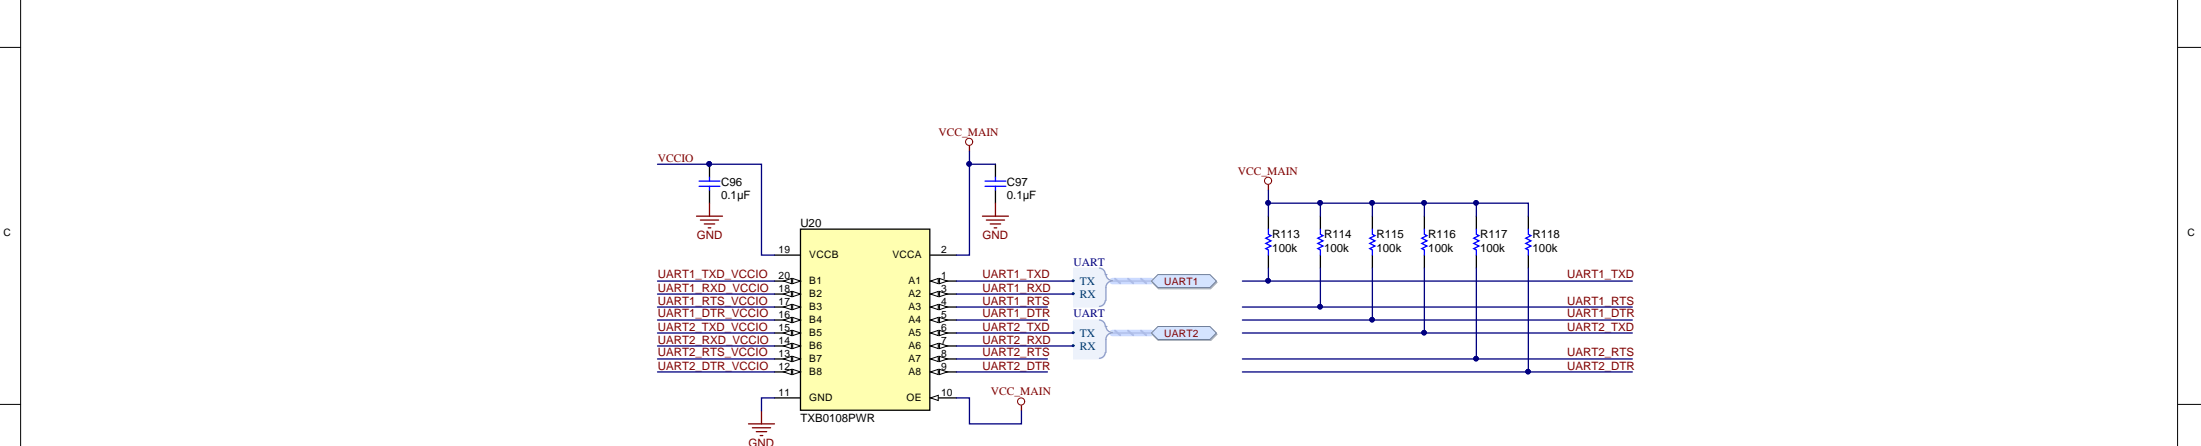 VCC_MAIN
VCCIO
C96
0.1µF
GND
C97
0.1µF
GND
VCC_MAIN
R113
100k
R114
100k
R115
100k
R116
100k
R117
100k
R118
100k
C
C
U20
19 VCCB VCCA 2
UART
UART1_TXD_VCCIO 20 B1 A1 1 UART1_TXD TX UART1 UART1_TXD
UART1_RXD_VCCIO 18 B2 A2 3 UART1_RXD RX
UART1_RTS_VCCIO 17 B3 A3 4 UART1_RTS UART1_RTS
UART1_DTR_VCCIO 16 B4 A4 5 UART1_DTR UART1_DTR
UART
UART2_TXD_VCCIO 15 B5 A5 6 UART2_TXD TX UART2 UART2_TXD
UART2_RXD_VCCIO 14 B6 A6 7 UART2_RXD RX
UART2_RTS_VCCIO 13 B7 A7 8 UART2_RTS UART2_RTS
UART2_DTR_VCCIO 12 B8 A8 9 UART2_DTR UART2_DTR
VCC_MAIN
11 GND OE 10
TXB0108PWR
GND